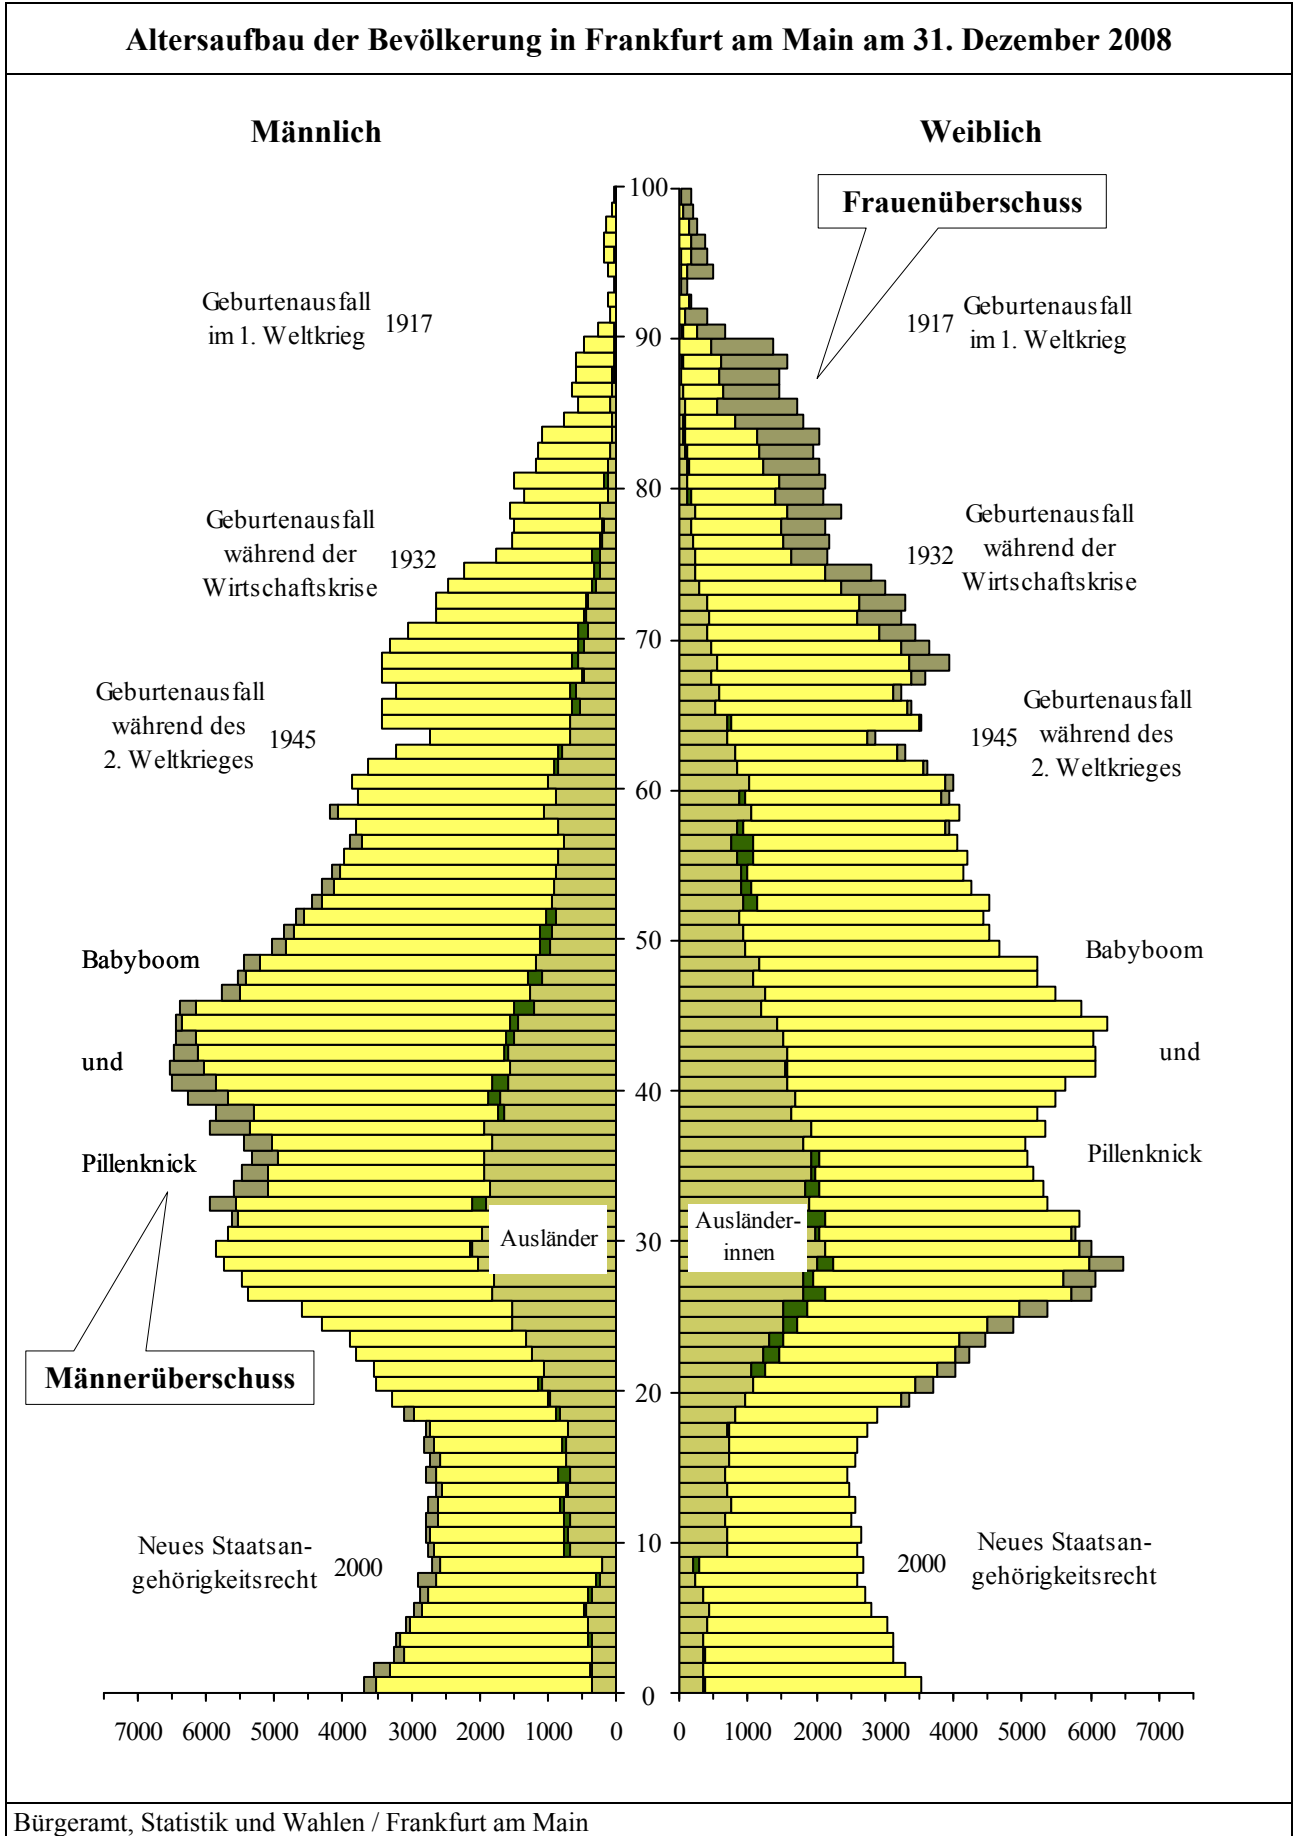 Altersaufbau der Bevölkerung in Frankfurt am Main am 31. Dezember 2008
Männlich
Weiblich
100
90
80
70
60
50
40
30
20
10
0
Frauenüberschuss
Geburtenausfall
im 1. Weltkrieg
1917
1917
Geburtenausfall
im 1. Weltkrieg
Geburtenausfall
während der
Wirtschaftskrise
1932
1932
Geburtenausfall
während der
Wirtschaftskrise
Geburtenausfall
während des
2. Weltkrieges
1945
1945
Geburtenausfall
während des
2. Weltkrieges
Babyboom
und
Pillenknick
Babyboom
und
Pillenknick
Ausländer
Ausländer-
innen
Männerüberschuss
Neues Staatsan-
gehörigkeitsrecht
2000
2000
Neues Staatsan-
gehörigkeitsrecht
7000 6000 5000 4000 3000 2000 1000 0
0 1000 2000 3000 4000 5000 6000 7000
Bürgeramt, Statistik und Wahlen / Frankfurt am Main